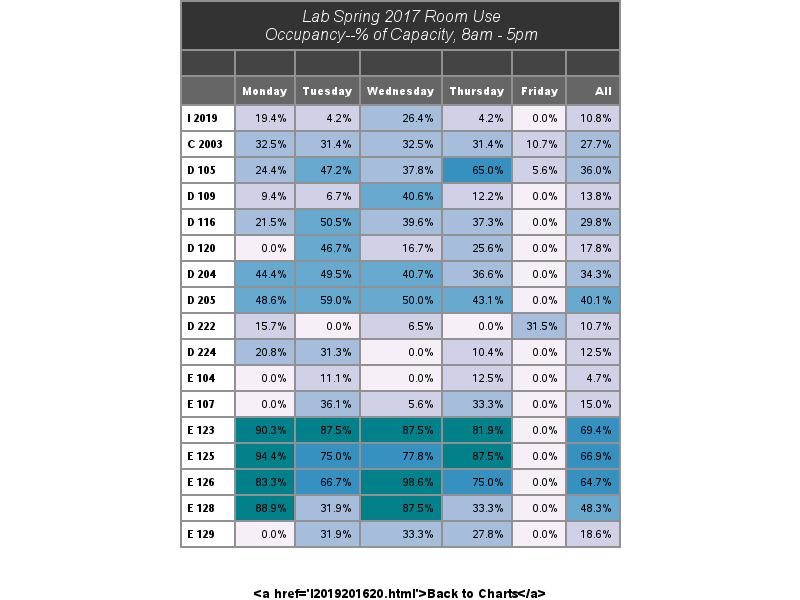 Lab Spring 2017 Room Use
Occupancy--% of Capacity, 8am - 5pm
Monday Tuesday Wednesday Thursday Friday All
I 2019 19.4% 4.2% 26.4% 4.2% 0.0% 10.8%
C 2003 32.5% 31.4% 32.5% 31.4% 10.7% 27.7%
D 105 24.4% 47.2% 37.8% 65.0% 5.6% 36.0%
D 109 9.4% 6.7% 40.6% 12.2% 0.0% 13.8%
D 116 21.5% 50.5% 39.6% 37.3% 0.0% 29.8%
D 120 0.0% 46.7% 16.7% 25.6% 0.0% 17.8%
D 204 44.4% 49.5% 40.7% 36.6% 0.0% 34.3%
D 205 48.6% 59.0% 50.0% 43.1% 0.0% 40.1%
D 222 15.7% 0.0% 6.5% 0.0% 31.5% 10.7%
D 224 20.8% 31.3% 0.0% 10.4% 0.0% 12.5%
E 104 0.0% 11.1% 0.0% 12.5% 0.0% 4.7%
E 107 0.0% 36.1% 5.6% 33.3% 0.0% 15.0%
E 123 90.3% 87.5% 87.5% 81.9% 0.0% 69.4%
E 125 94.4% 75.0% 77.8% 87.5% 0.0% 66.9%
E 126 83.3% 66.7% 98.6% 75.0% 0.0% 64.7%
E 128 88.9% 31.9% 87.5% 33.3% 0.0% 48.3%
E 129 0.0% 31.9% 33.3% 27.8% 0.0% 18.6%
<a href='I2019201620.html'>Back to Charts</a>